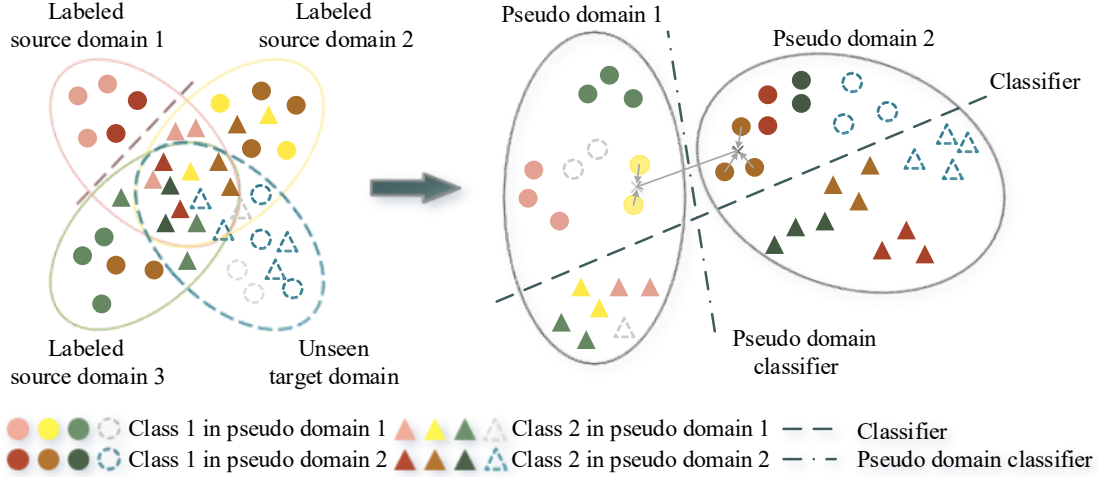 Labeled
source domain 1
Labeled
source domain 2
Pseudo domain 1
Pseudo domain 2
Classifier
Labeled
source domain 3
Unseen
target domain
Pseudo domain
classifier
Class 1 in pseudo domain 1
Class 2 in pseudo domain 1
Classifier
Class 1 in pseudo domain 2
Class 2 in pseudo domain 2
Pseudo domain classifier